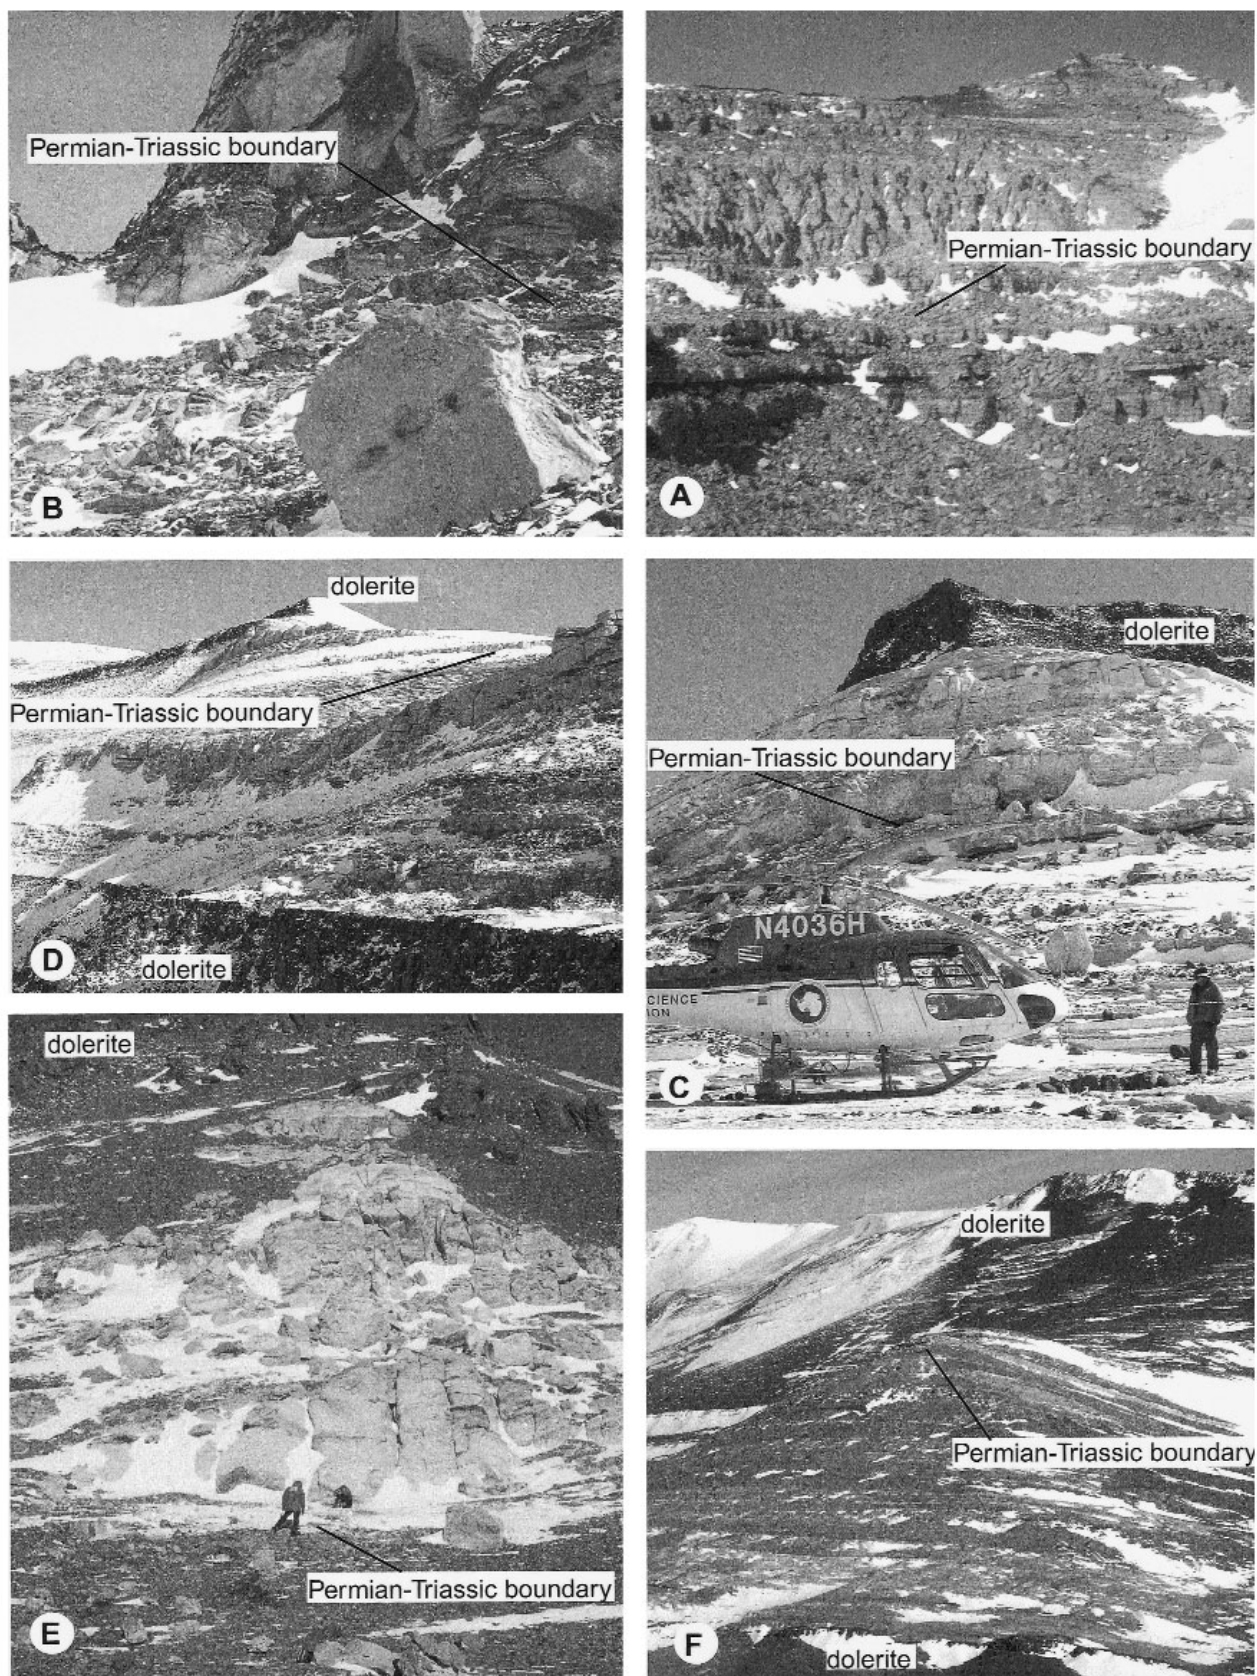 Permian-Triassic boundary
B
Permian-Triassic boundary
A
dolerite
Permian-Triassic boundary
D
dolerite
dolerite
Permian-Triassic boundary
N4036H
CIENCE
ION
C
dolerite
Permian-Triassic boundary
E
dolerite
Permian-Triassic boundary
F
dolerite